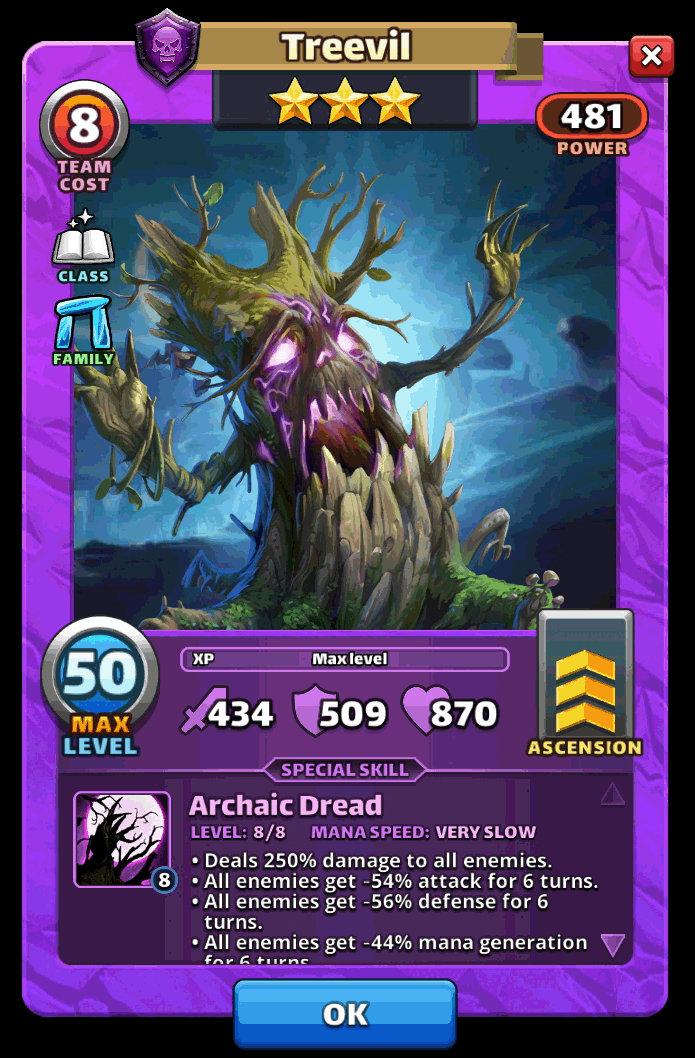 Treevil
8
TEAM
COST
481
POWER
CLASS
FAMILY
50
MAX
LEVEL
XP Max level
434 509 870
ASCENSION
SPECIAL SKILL
Archaic Dread
LEVEL: 8/8 MANA SPEED: VERY SLOW
8
• Deals 250% damage to all enemies.
• All enemies get -54% attack for 6 turns.
• All enemies get -56% defense for 6
turns.
• All enemies get -44% mana generation
for 6 turns
OK